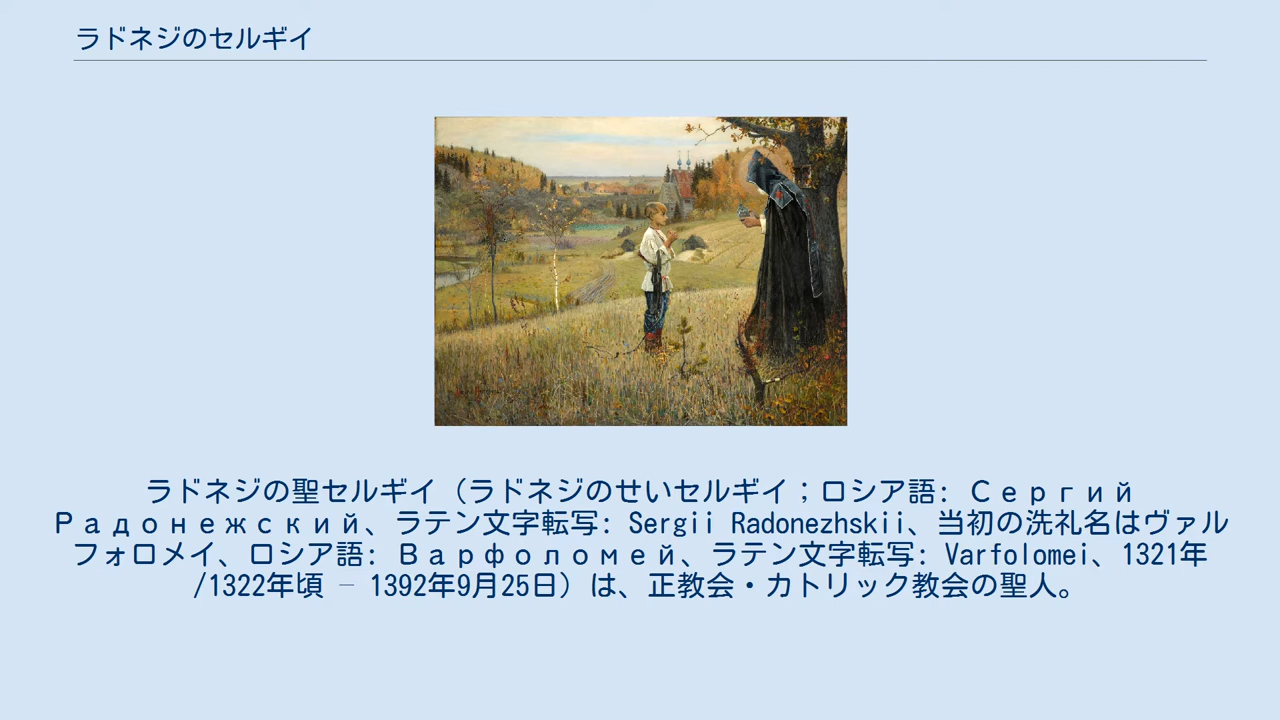 ラドネジのセルギイ
ラドネジの聖セルギイ（ラドネジのせいセルギイ；ロシア語: Сергий
Радонежский、ラテン文字転写: Sergii Radonezhskii、当初の洗礼名はヴァル
フォロメイ、ロシア語: Варфоломей、ラテン文字転写: Varfolomei、1321年
/1322年頃 – 1392年9月25日）は、正教会・カトリック教会の聖人。